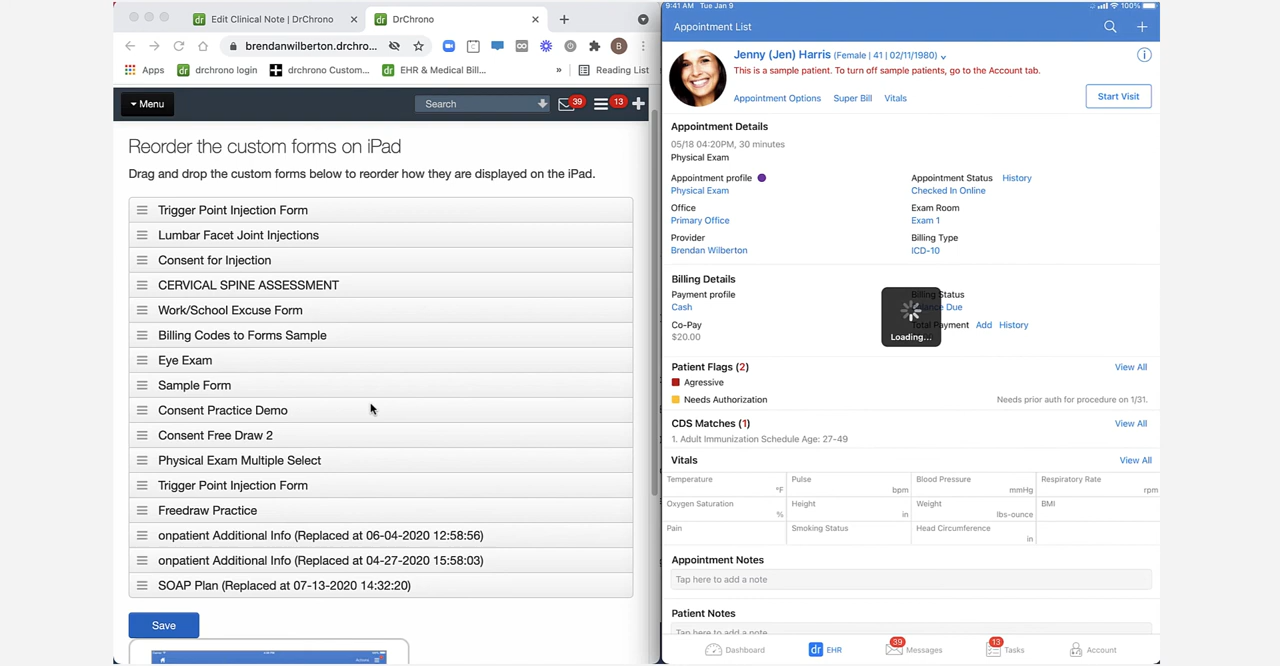 Edit Clinical Note | DrChrono
DrChrono
brendanwilberton.drchro...
B
Apps
drchrono login
drchrono Custom...
EHR & Medical Bill...
»
Reading List
Menu
Search
39
13
Reorder the custom forms on iPad
Drag and drop the custom forms below to reorder how they are displayed on the iPad.
Trigger Point Injection Form
Lumbar Facet Joint Injections
Consent for Injection
CERVICAL SPINE ASSESSMENT
Work/School Excuse Form
Billing Codes to Forms Sample
Eye Exam
Sample Form
Consent Practice Demo
Consent Free Draw 2
Physical Exam Multiple Select
Trigger Point Injection Form
Freedraw Practice
onpatient Additional Info (Replaced at 06-04-2020 12:58:56)
onpatient Additional Info (Replaced at 04-27-2020 15:58:03)
SOAP Plan (Replaced at 07-13-2020 14:32:20)
Save
9:41 AM Tue Jan 9
100%
Appointment List
Jenny (Jen) Harris (Female | 41 | 02/11/1980)
This is a sample patient. To turn off sample patients, go to the Account tab.
Appointment Options Super Bill Vitals
Start Visit
Appointment Details
05/18 04:20PM, 30 minutes
Physical Exam
Appointment profile
Physical Exam
Appointment Status History
Checked In Online
Office
Primary Office
Exam Room
Exam 1
Provider
Brendan Wilberton
Billing Type
ICD-10
Billing Details
Payment profile
Cash
Billing Status
Due
Co-Pay
$20.00
Total Payment Add History
Loading...
Patient Flags (2)
View All
Agressive
Needs Authorization
Needs prior auth for procedure on 1/31.
CDS Matches (1)
View All
1. Adult Immunization Schedule Age: 27-49
Vitals
View All
Temperature °F
Pulse bpm
Blood Pressure mmHg
Respiratory Rate rpm
Oxygen Saturation %
Height in
Weight lbs-ounce
BMI
Pain
Smoking Status
Head Circumference in
Appointment Notes
Tap here to add a note
Patient Notes
Tap here to add a note
Dashboard
dr EHR
39 Messages
13 Tasks
Account